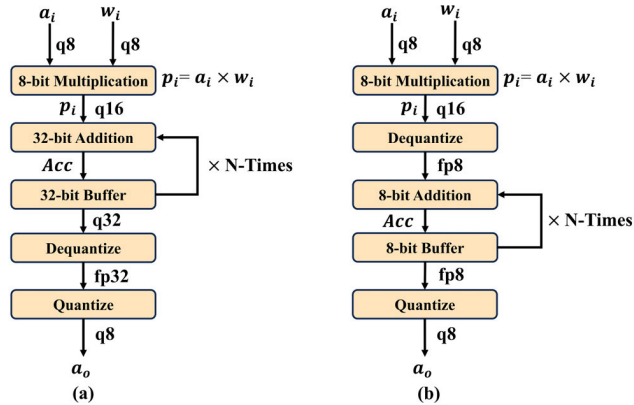 a_i w_i
q8 q8
8-bit Multiplication p_i= a_i × w_i
p_i q16
32-bit Addition
Acc
× N-Times
32-bit Buffer
q32
Dequantize
fp32
Quantize
q8
a_o
(a)
a_i w_i
q8 q8
8-bit Multiplication p_i= a_i × w_i
p_i q16
Dequantize
fp8
8-bit Addition
Acc
× N-Times
8-bit Buffer
fp8
Quantize
q8
a_o
(b)